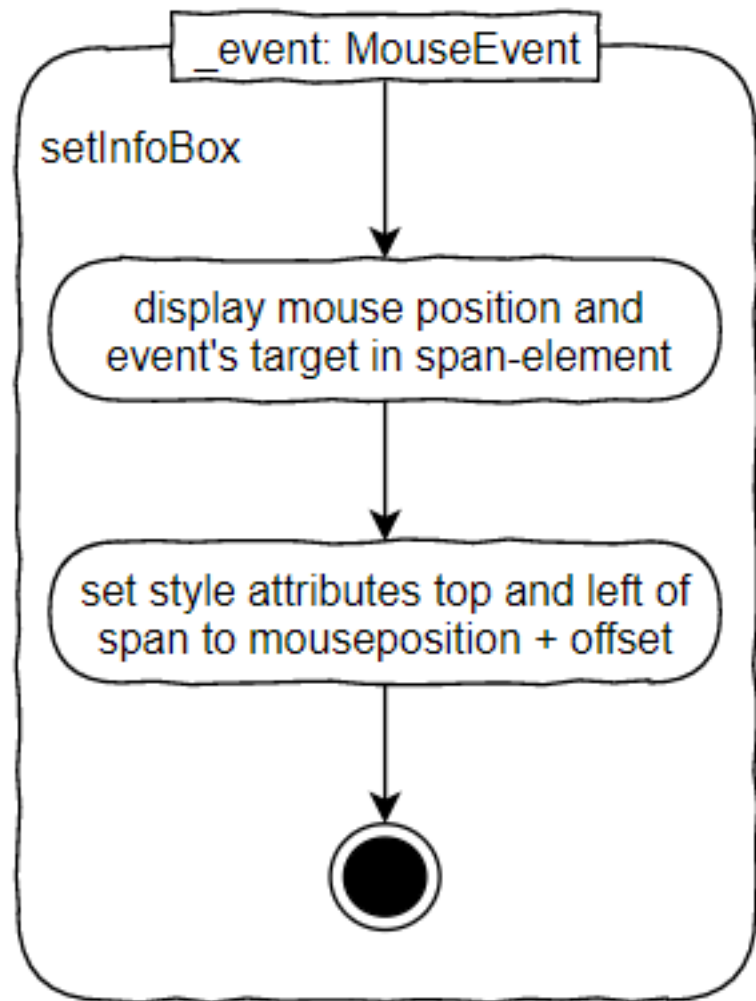 _event: MouseEvent
setInfoBox
display mouse position and
event's target in span-element
set style attributes top and left of
span to mouseposition + offset